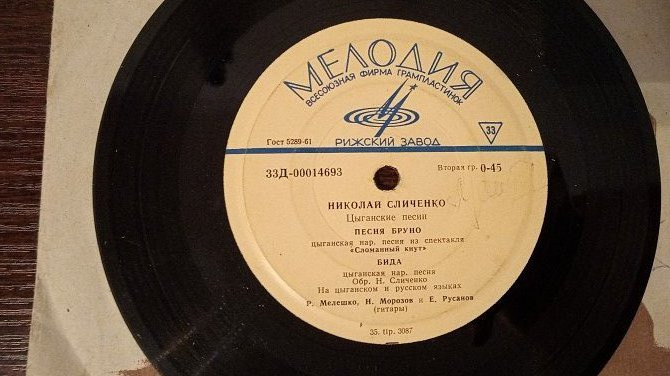 МЕЛОДИЯ
ВСЕСОЮЗНАЯ ФИРМА ГРАМПЛАСТИНОК
Гост 5289-61
РИЖСКИЙ ЗАВОД
33
33Д-00014693
Вторая гр. 0-45
НИКОЛАЙ СЛИЧЕНКО
Цыганские песни
ПЕСНЯ БРУНО
цыганская нар. песня из спектакля
«Сломанный кнут»
БИДА
цыганская нар. песня
Обр. Н. Сличенко
На цыганском и русском языках
Р. Мелешко, Н. Морозов и Е. Русанов
(гитары)
35. tip. 3087